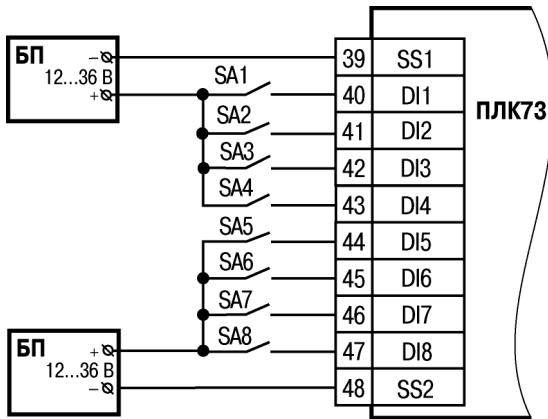 БП
12...36 В
–
+
SA1
SA2
SA3
SA4
SA5
SA6
SA7
SA8
БП
12...36 В
+
–
39 SS1
40 DI1
41 DI2
42 DI3
43 DI4
44 DI5
45 DI6
46 DI7
47 DI8
48 SS2
ПЛК73